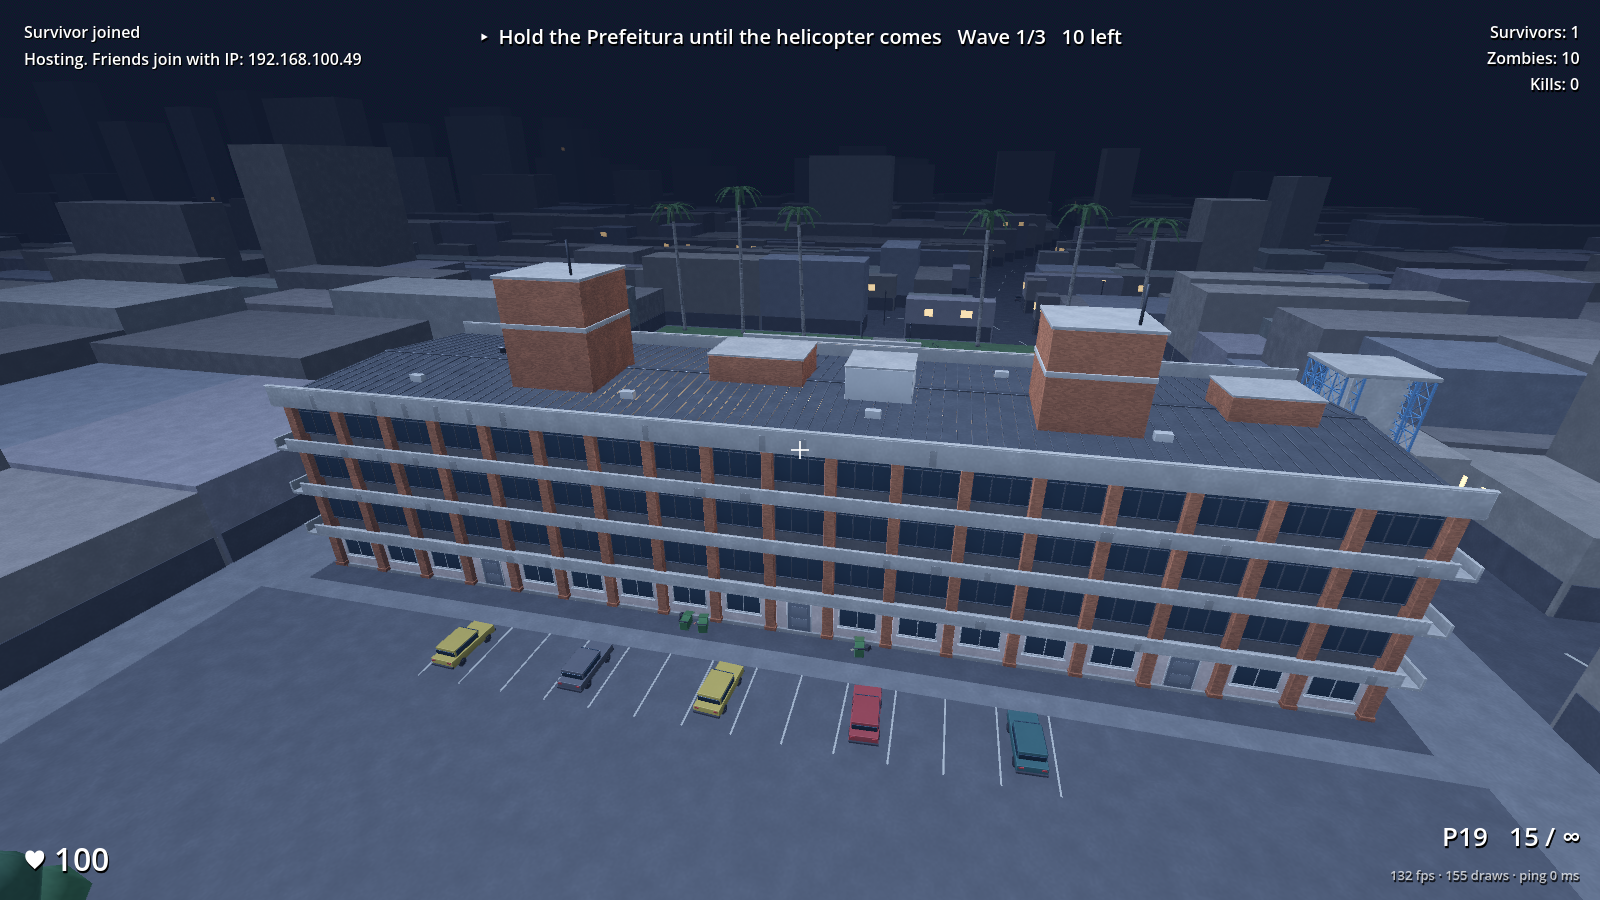 Survivor joined
Hosting. Friends join with IP: 192.168.100.49
▸ Hold the Prefeitura until the helicopter comes Wave 1/3 10 left
Survivors: 1
Zombies: 10
Kills: 0
100
P19 15 / ∞
132 fps · 155 draws · ping 0 ms